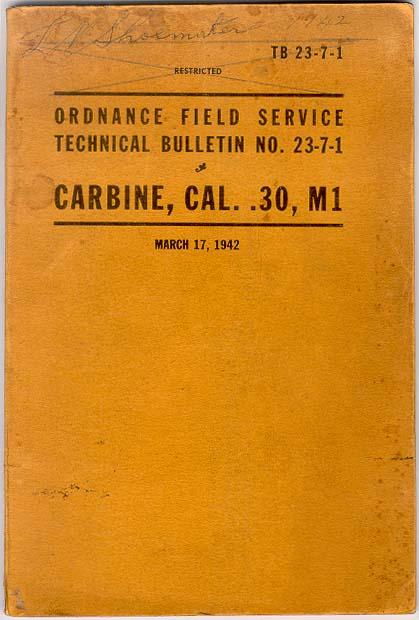 L. V. Shoemaker 1942
TB 23-7-1
RESTRICTED
ORDNANCE FIELD SERVICE
TECHNICAL BULLETIN NO. 23-7-1
CARBINE, CAL. .30, M1
MARCH 17, 1942